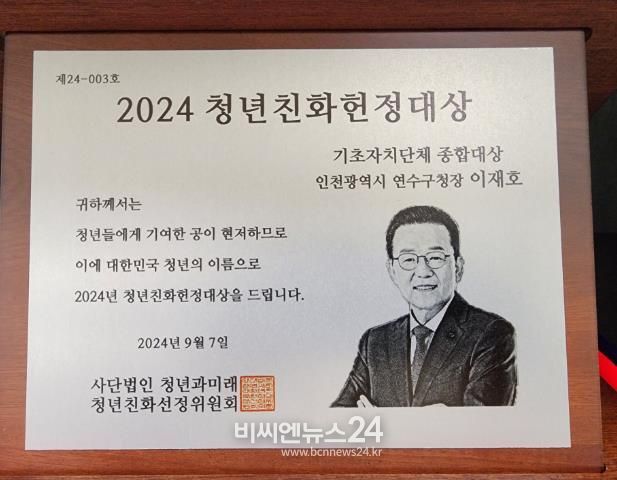 제24-003호
2024 청년친화헌정대상
기초자치단체 종합대상
인천광역시 연수구청장 이재호
귀하께서는
청년들에게 기여한 공이 현저하므로
이에 대한민국 청년의 이름으로
2024년 청년친화헌정대상을 드립니다.
2024년 9월 7일
사단법인 청년과미래
청년친화선정위원회
비씨엔뉴스24
www.bcnnews24.kr